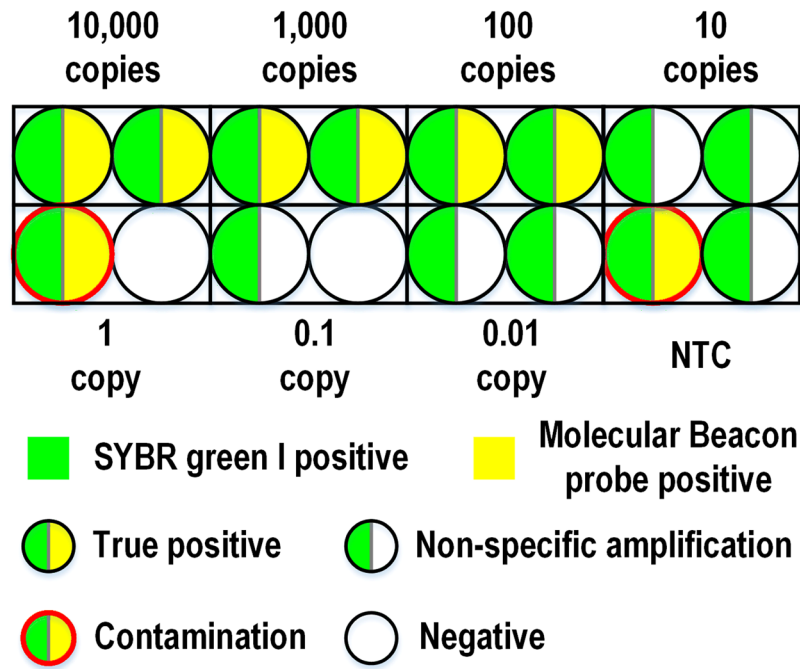 10,000 copies
1,000 copies
100 copies
10 copies
1 copy
0.1 copy
0.01 copy
NTC
SYBR green I positive
Molecular Beacon
probe positive
True positive
Non-specific amplification
Contamination
Negative